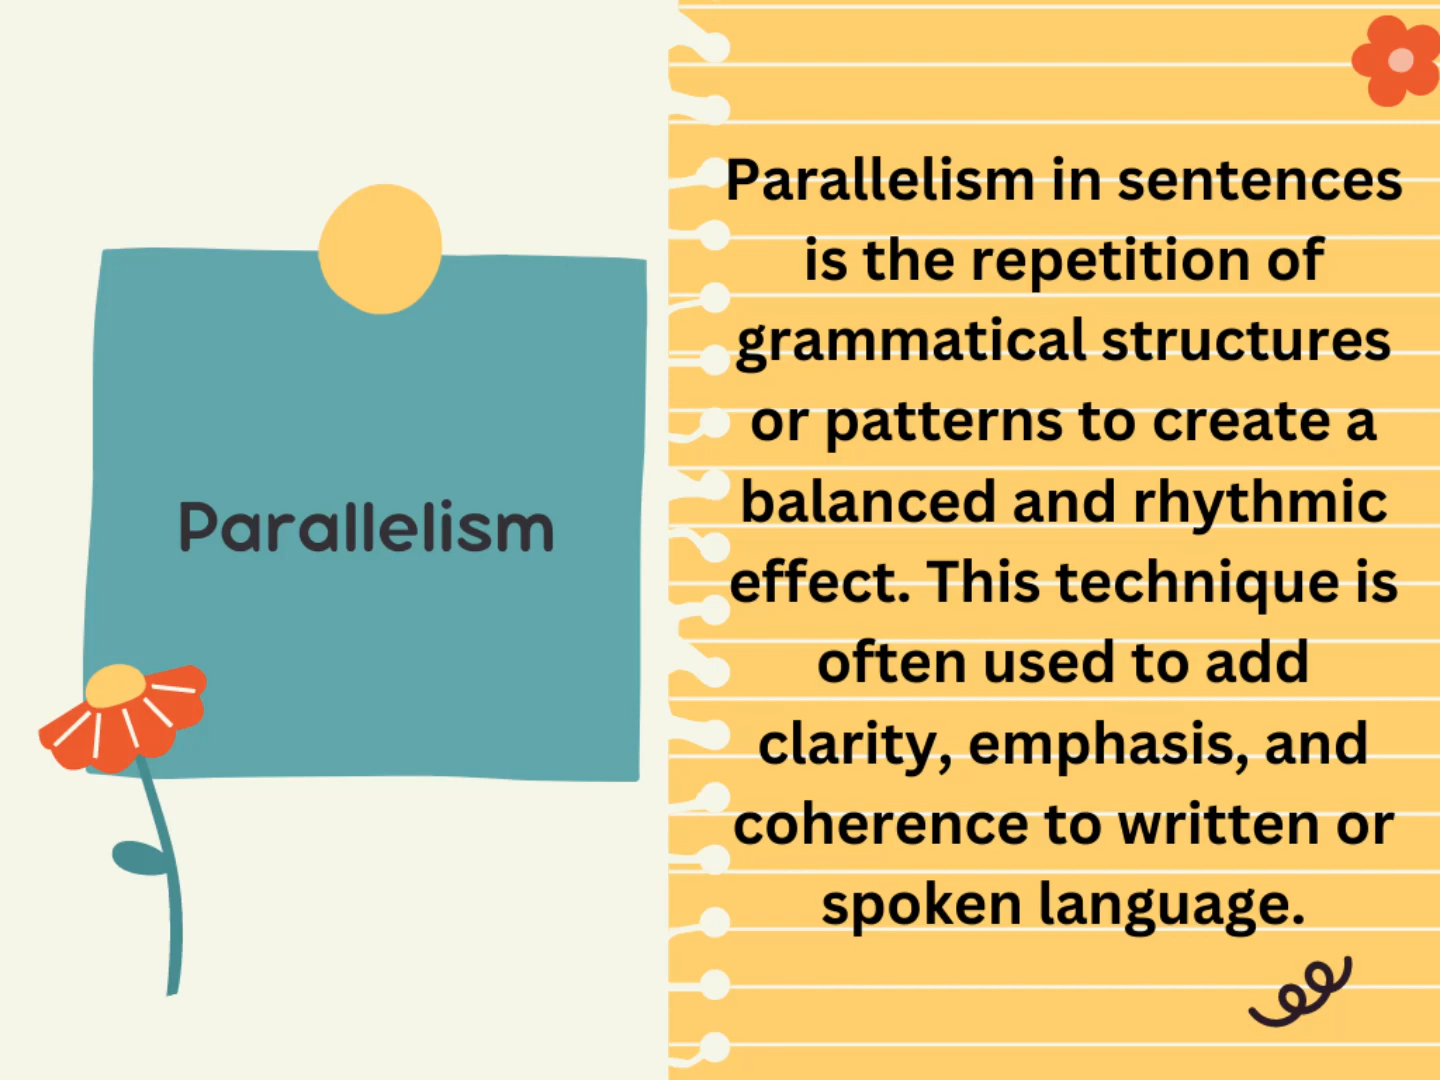 Parallelism
Parallelism in sentences
is the repetition of
grammatical structures
or patterns to create a
balanced and rhythmic
effect. This technique is
often used to add
clarity, emphasis, and
coherence to written or
spoken language.